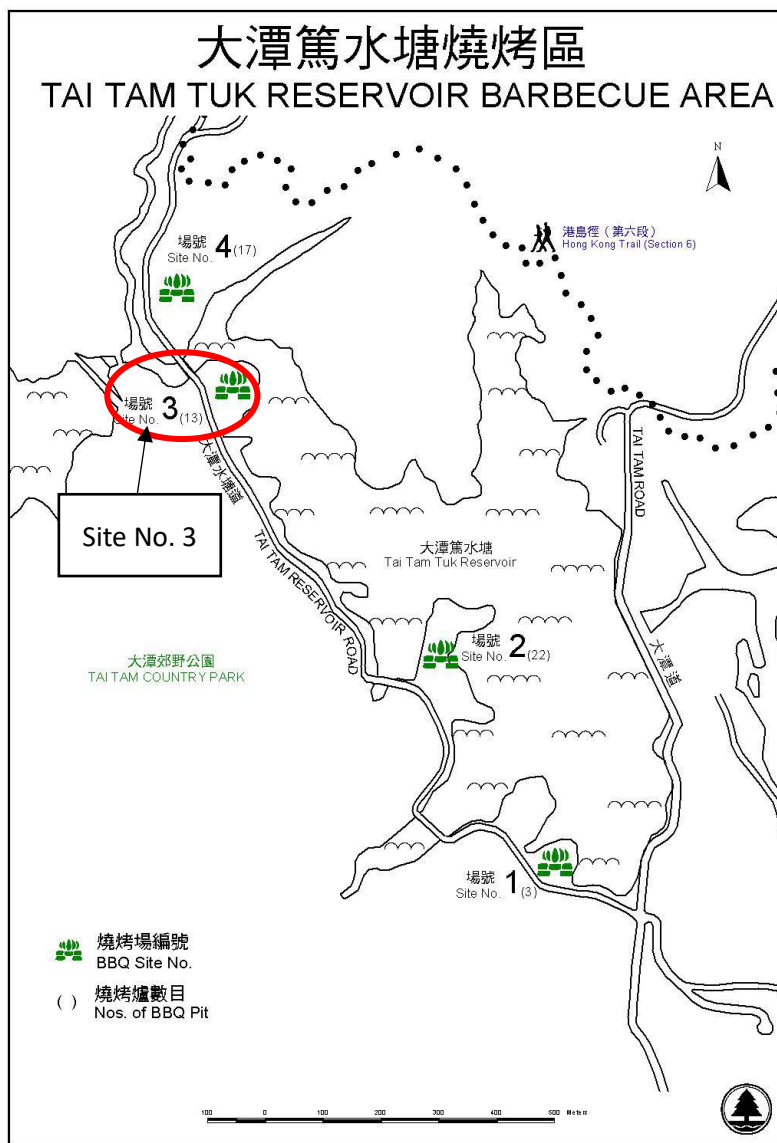 大潭篤水塘燒烤區
TAI TAM TUK RESERVOIR BARBECUE AREA
N
港島徑（第六段）
Hong Kong Trail (Section 6)
場號 4 (17)
Site No.
場號 3 (13)
Site No.
Site No. 3
大潭水塘道
TAI TAM RESERVOIR ROAD
TAI TAM ROAD
大潭道
大潭篤水塘
Tai Tam Tuk Reservoir
場號 2 (22)
Site No.
大潭郊野公園
TAI TAM COUNTRY PARK
場號 1 (3)
Site No.
燒烤場編號
BBQ Site No.
( ) 燒烤爐數目
Nos. of BBQ Pit
100 0 100 200 300 400 500 Meters